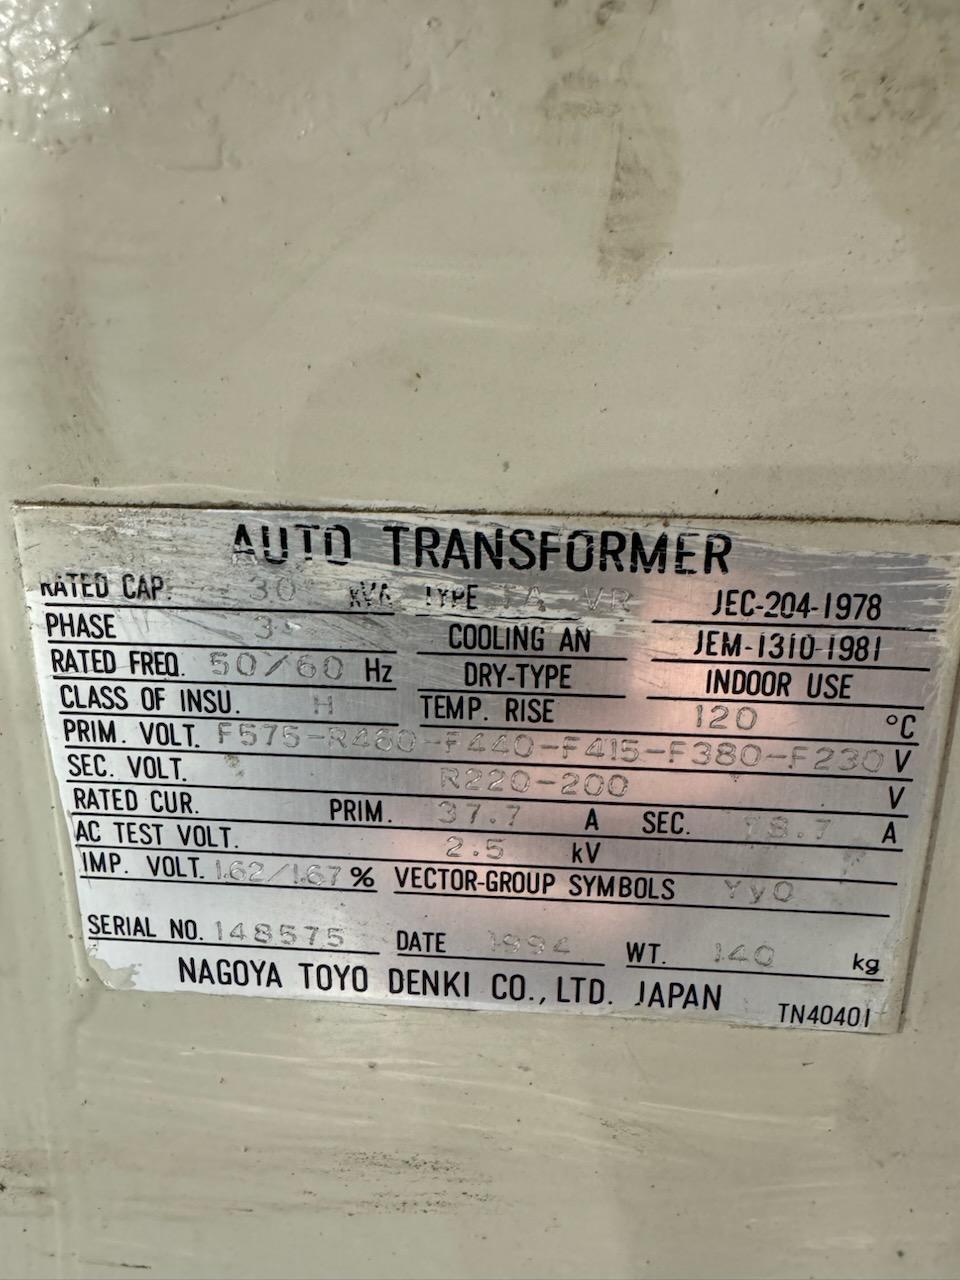 AUTO TRANSFORMER
RATED CAP. 30 kVA TYPE VR JEC-204-1978
PHASE 3 COOLING AN JEM-1310-1981
RATED FREQ. 50/60 Hz DRY-TYPE INDOOR USE
CLASS OF INSU. H TEMP. RISE 120 °C
PRIM. VOLT. F575-R460-F440-F415-F380-F230 V
SEC. VOLT. R220-200 V
RATED CUR. PRIM. 37.7 A SEC. 78.7 A
AC TEST VOLT. 2.5 kV
IMP. VOLT. 1.62/1.67 % VECTOR-GROUP SYMBOLS Yy0
SERIAL NO. 148575 DATE 1994 WT. 140 kg
NAGOYA TOYO DENKI CO., LTD. JAPAN TN40401